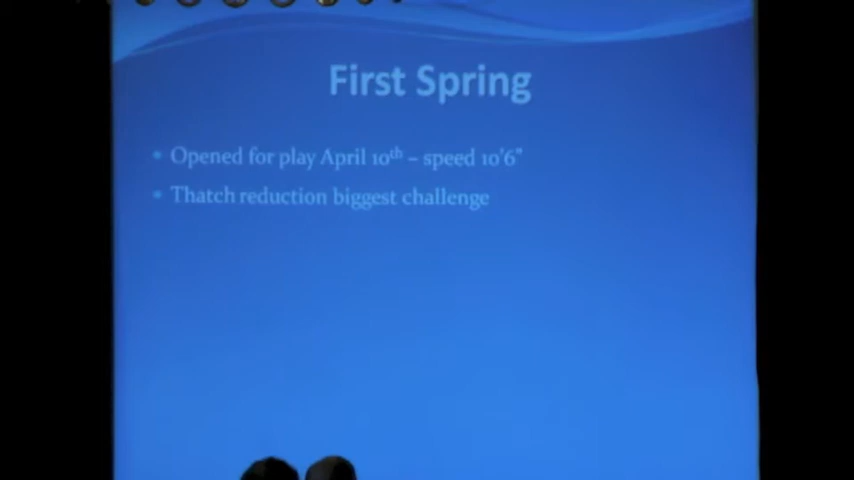 First Spring
• Opened for play April 10th – speed 10'6"
• Thatch reduction biggest challenge